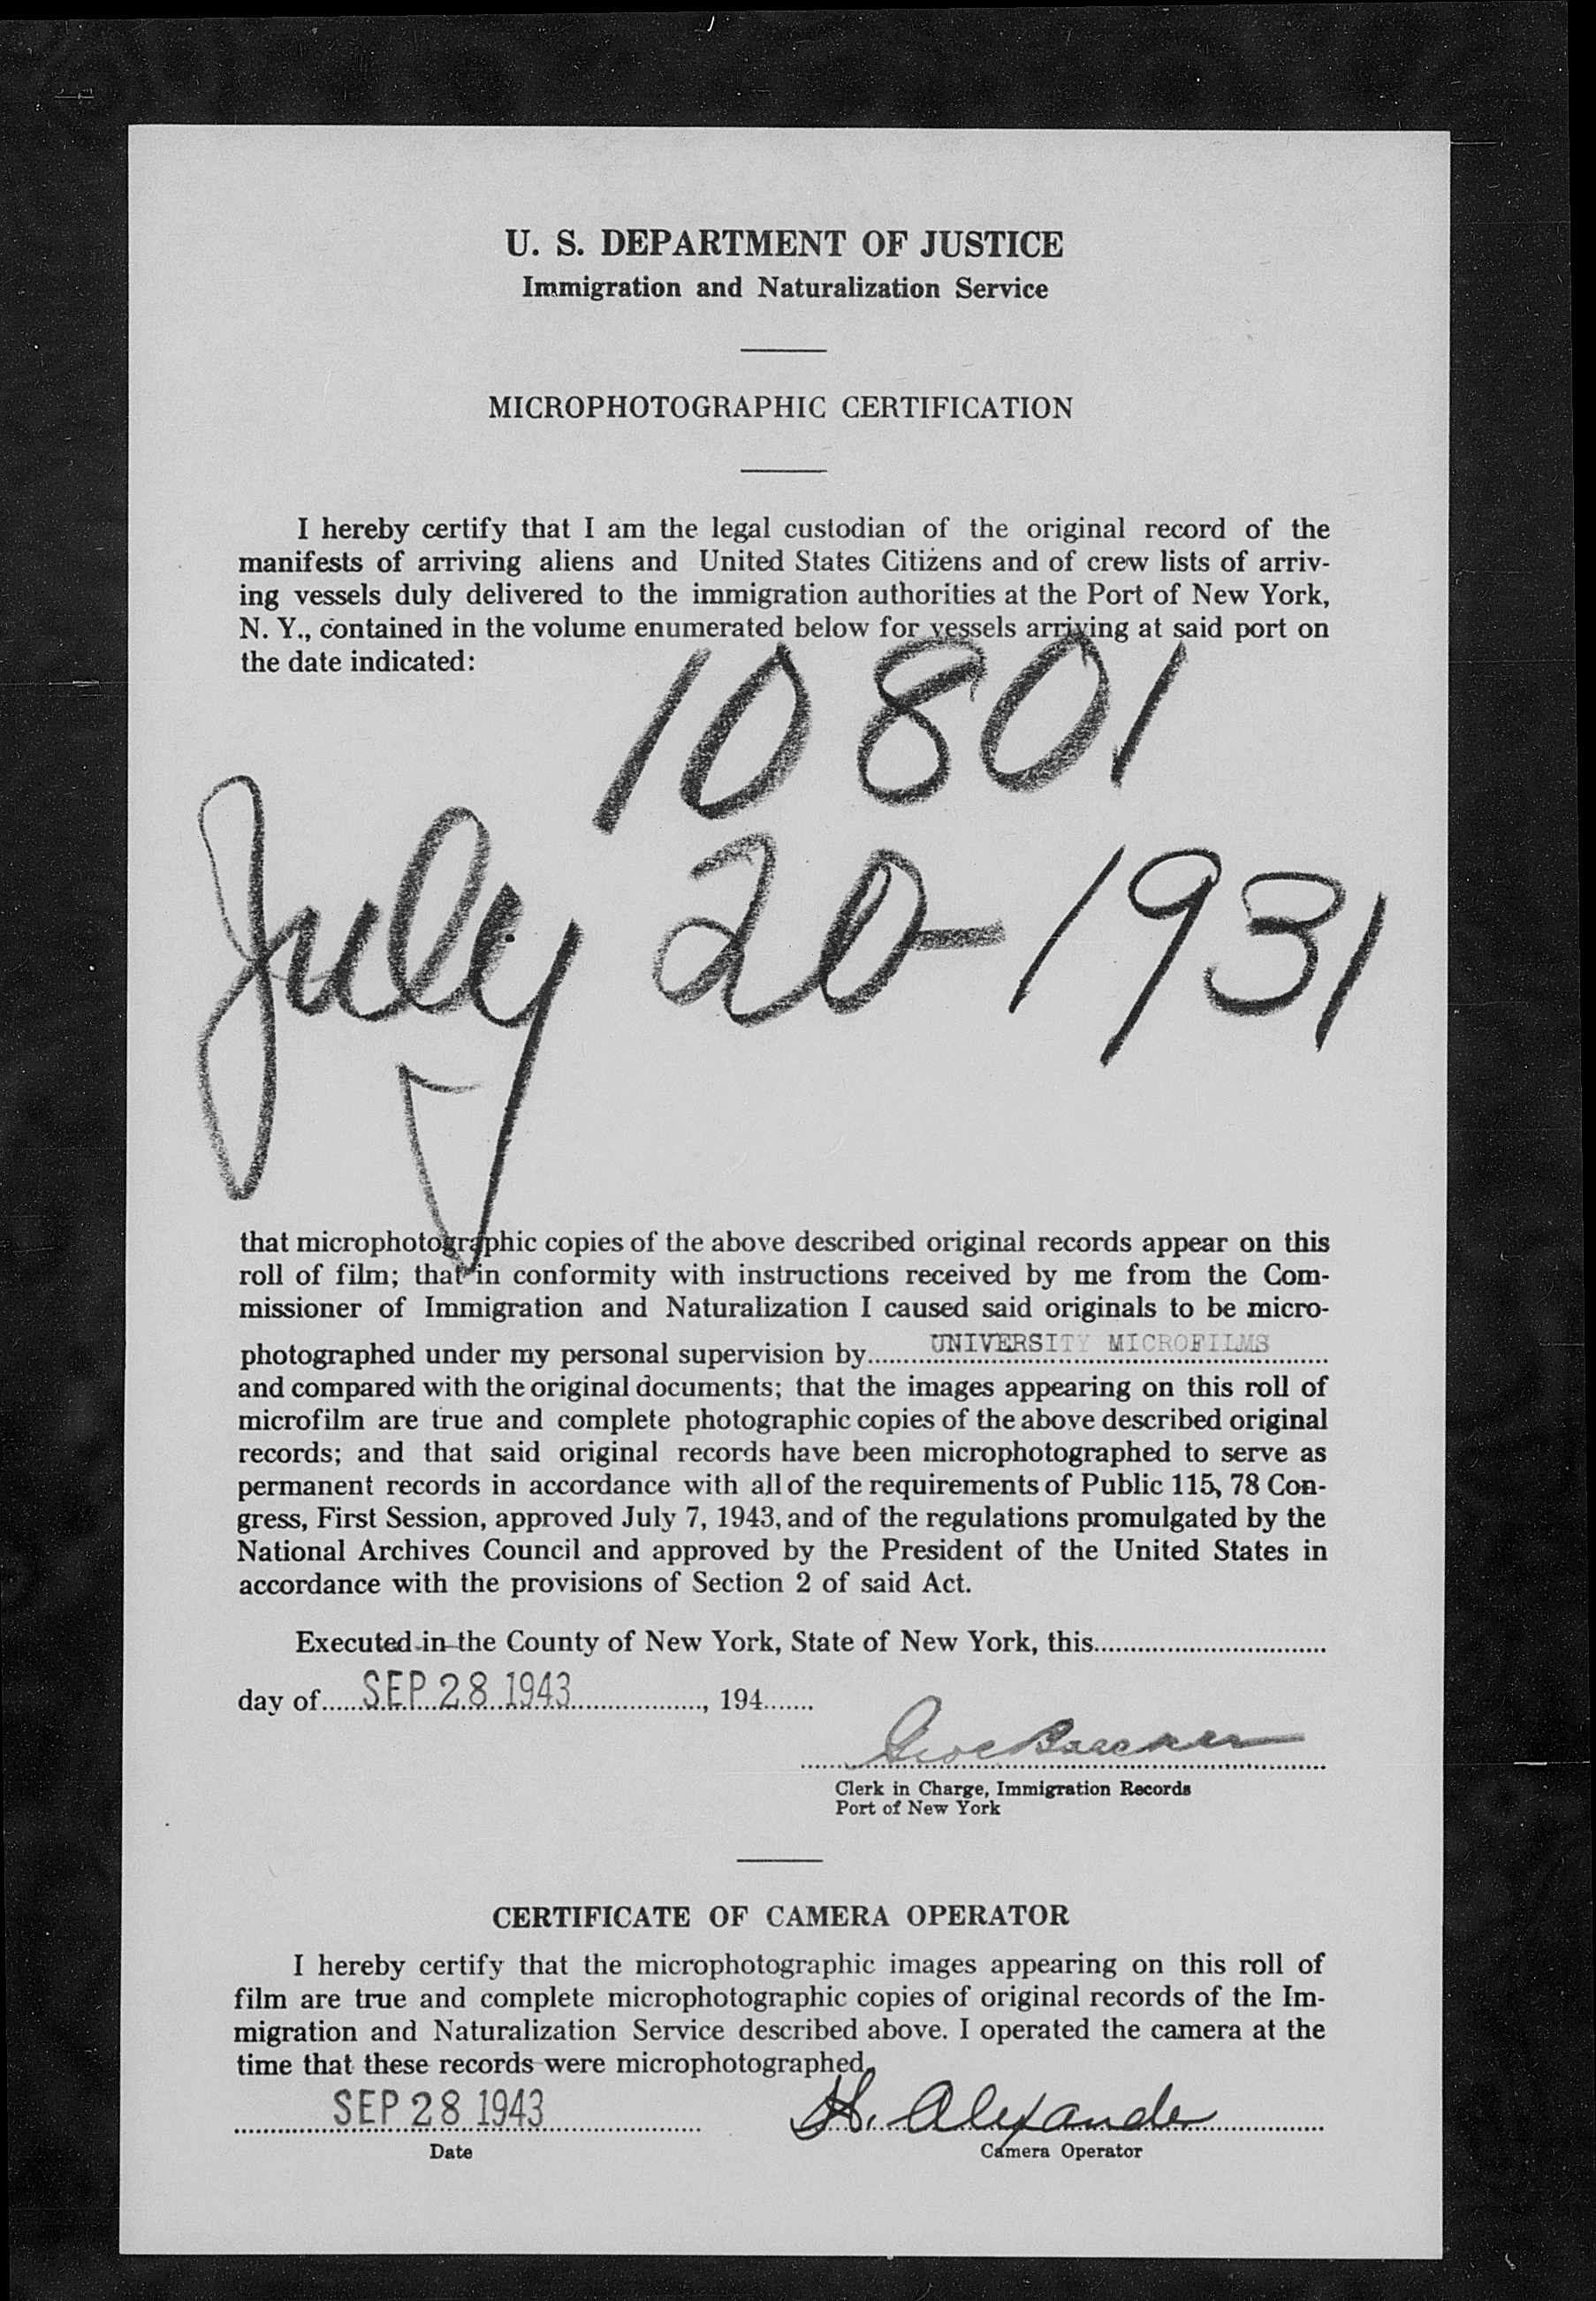 U. S. DEPARTMENT OF JUSTICE
Immigration and Naturalization Service
MICROPHOTOGRAPHIC CERTIFICATION
I hereby certify that I am the legal custodian of the original record of the
manifests of arriving aliens and United States Citizens and of crew lists of arriv-
ing vessels duly delivered to the immigration authorities at the Port of New York,
N. Y., contained in the volume enumerated below for vessels arriving at said port on
the date indicated:
10801
July 20-1931
that microphotographic copies of the above described original records appear on this
roll of film; that in conformity with instructions received by me from the Com-
missioner of Immigration and Naturalization I caused said originals to be micro-
photographed under my personal supervision by UNIVERSITY MICROFILMS
and compared with the original documents; that the images appearing on this roll of
microfilm are true and complete photographic copies of the above described original
records; and that said original records have been microphotographed to serve as
permanent records in accordance with all of the requirements of Public 115, 78 Con-
gress, First Session, approved July 7, 1943, and of the regulations promulgated by the
National Archives Council and approved by the President of the United States in
accordance with the provisions of Section 2 of said Act.
Executed in the County of New York, State of New York, this
day of SEP 28 1943, 194
Clerk in Charge, Immigration Records
Port of New York
CERTIFICATE OF CAMERA OPERATOR
I hereby certify that the microphotographic images appearing on this roll of
film are true and complete microphotographic copies of original records of the Im-
migration and Naturalization Service described above. I operated the camera at the
time that these records were microphotographed.
SEP 28 1943 H. Alexander
Date Camera Operator